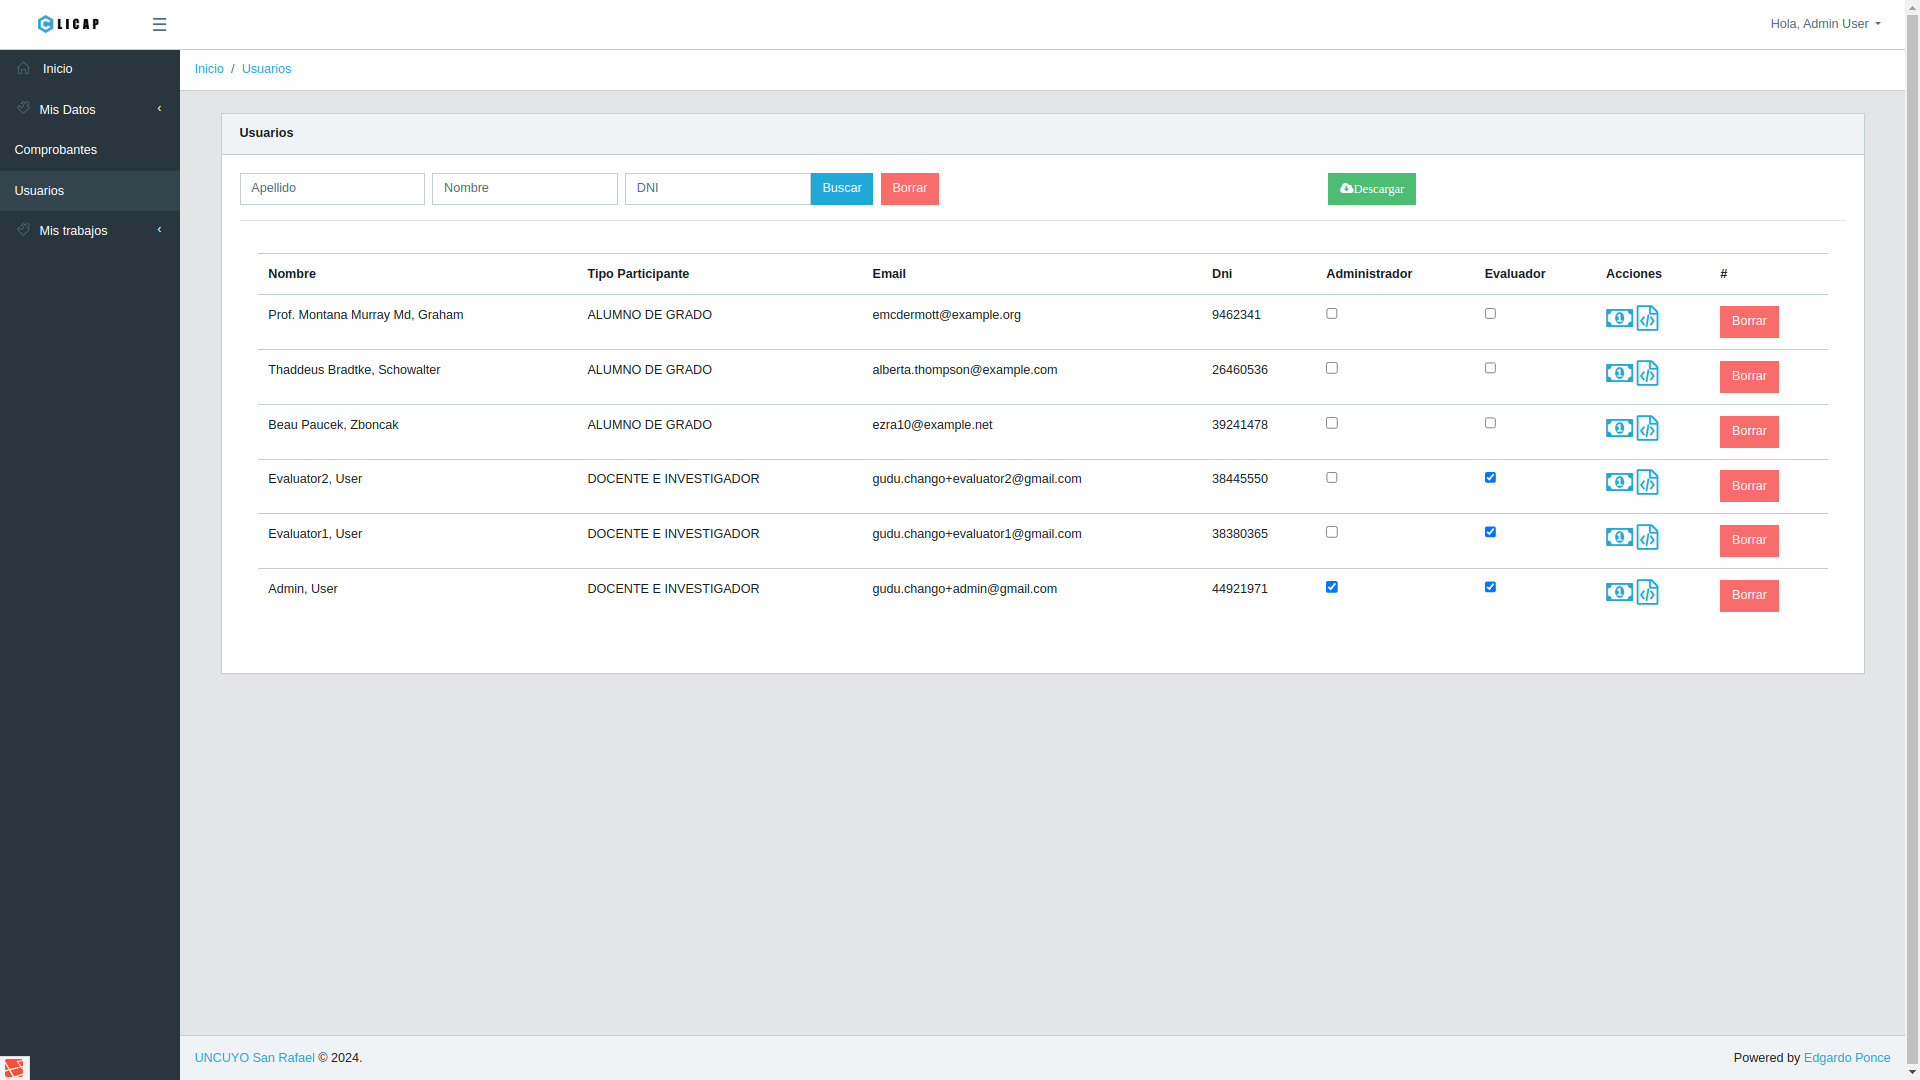 LICAP
Hola, Admin User
Inicio
Mis Datos
Comprobantes
Usuarios
Mis trabajos
Inicio / Usuarios
Usuarios
Apellido Nombre DNI Buscar Borrar Descargar
Nombre Tipo Participante Email Dni Administrador Evaluador Acciones #
Prof. Montana Murray Md, Graham ALUMNO DE GRADO emcdermott@example.org 9462341 Borrar
Thaddeus Bradtke, Schowalter ALUMNO DE GRADO alberta.thompson@example.com 26460536 Borrar
Beau Paucek, Zboncak ALUMNO DE GRADO ezra10@example.net 39241478 Borrar
Evaluator2, User DOCENTE E INVESTIGADOR gudu.chango+evaluator2@gmail.com 38445550 Borrar
Evaluator1, User DOCENTE E INVESTIGADOR gudu.chango+evaluator1@gmail.com 38380365 Borrar
Admin, User DOCENTE E INVESTIGADOR gudu.chango+admin@gmail.com 44921971 Borrar
UNCUYO San Rafael © 2024.
Powered by Edgardo Ponce